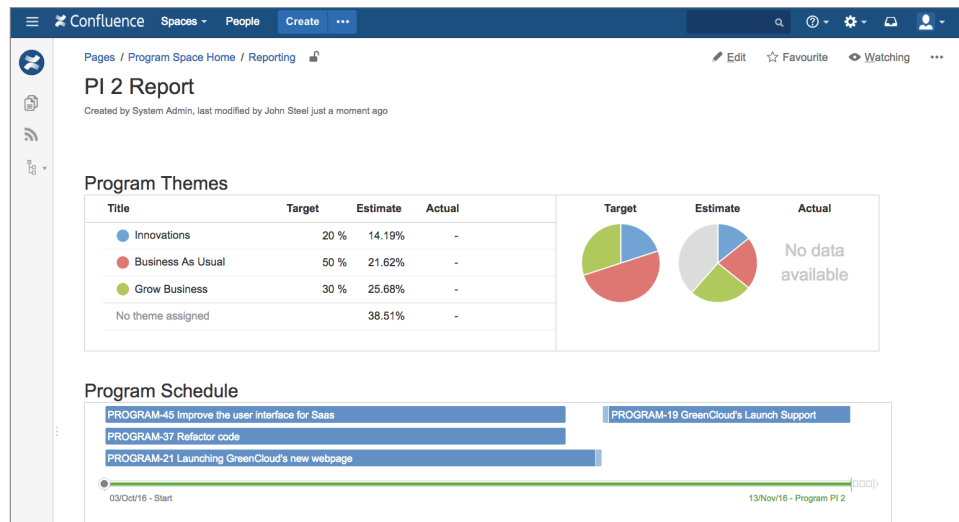 Confluence Spaces People Create •••
Pages / Program Space Home / Reporting
Edit Favourite Watching •••
PI 2 Report
Created by System Admin, last modified by John Steel just a moment ago
Program Themes
Title Target Estimate Actual
Innovations 20 % 14.19% -
Business As Usual 50 % 21.62% -
Grow Business 30 % 25.68% -
No theme assigned 38.51% -
Target Estimate Actual
No data
available
Program Schedule
PROGRAM-45 Improve the user interface for Saas
PROGRAM-19 GreenCloud's Launch Support
PROGRAM-37 Refactor code
PROGRAM-21 Launching GreenCloud's new webpage
03/Oct/16 - Start
13/Nov/16 - Program PI 2